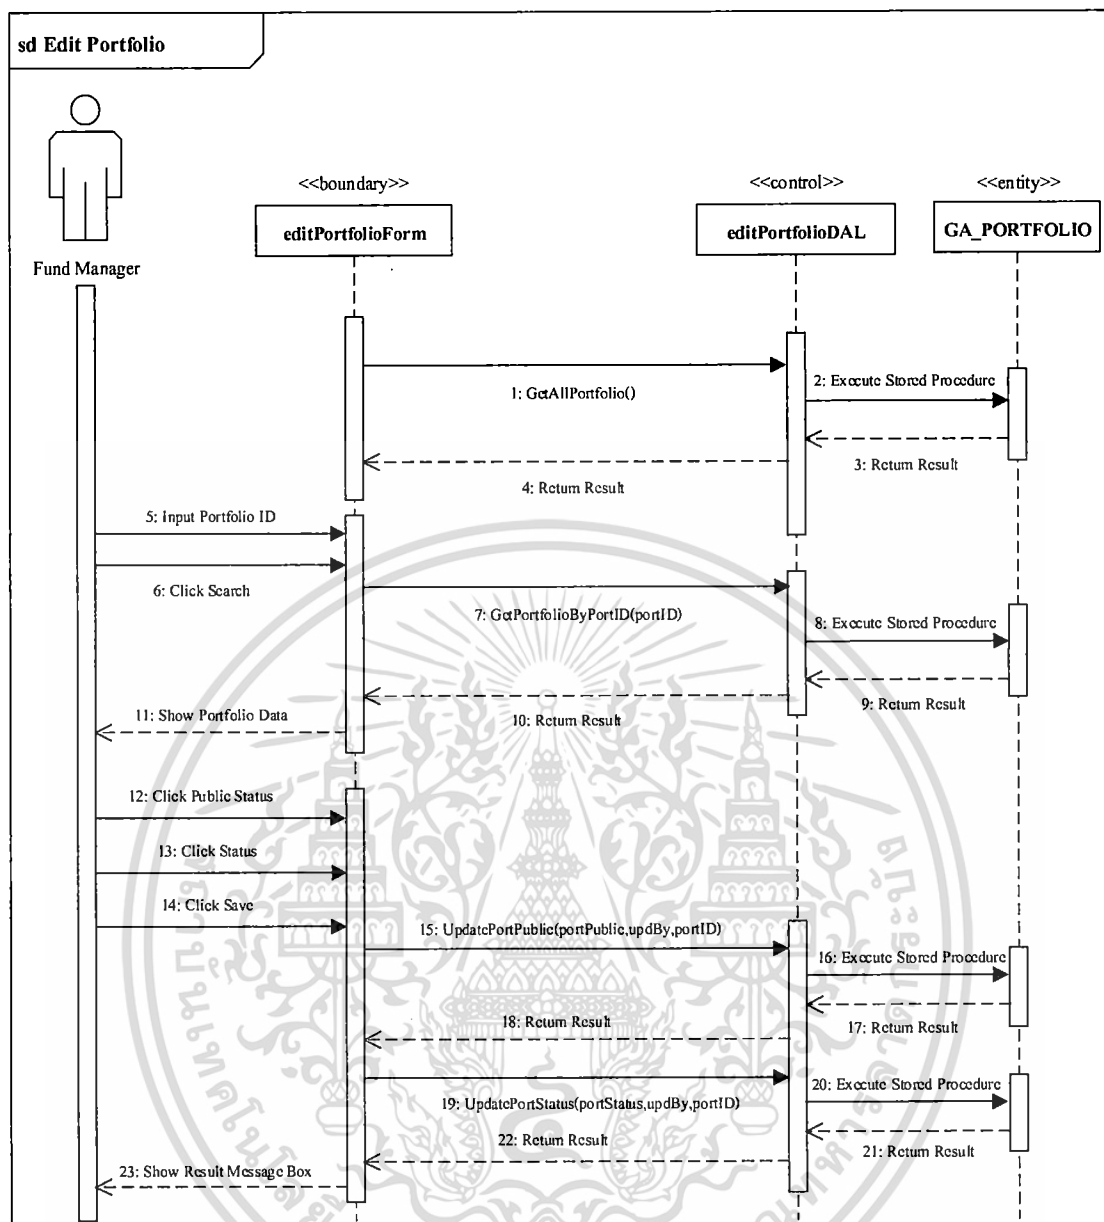 sd Edit Portfolio
<<boundary>>
<<control>>
<<entity>>
editPortfolioForm
editPortfolioDAL
GA_PORTFOLIO
Fund Manager
1: GetAllPortfolio()
2: Execute Stored Procedure
3: Return Result
4: Return Result
5: Input Portfolio ID
6: Click Search
7: GetPortfolioByPortID(portID)
8: Execute Stored Procedure
9: Return Result
10: Return Result
11: Show Portfolio Data
12: Click Public Status
13: Click Status
14: Click Save
15: UpdatePortPublic(portPublic,updBy,portID)
16: Execute Stored Procedure
17: Return Result
18: Return Result
19: UpdatePortStatus(portStatus,updBy,portID)
20: Execute Stored Procedure
21: Return Result
22: Return Result
23: Show Result Message Box